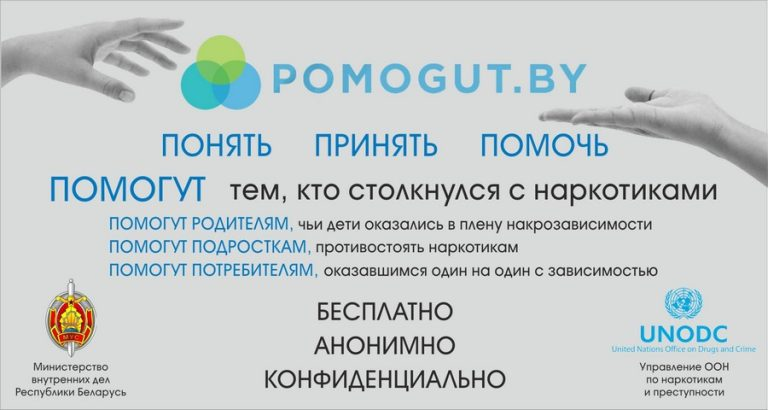 POMOGUT.BY
ПОНЯТЬ ПРИНЯТЬ ПОМОЧЬ
ПОМОГУТ тем, кто столкнулся с наркотиками
ПОМОГУТ РОДИТЕЛЯМ, чьи дети оказались в плену накрозависимости
ПОМОГУТ ПОДРОСТКАМ, противостоять наркотикам
ПОМОГУТ ПОТРЕБИТЕЛЯМ, оказавшимся один на один с зависимостью
БЕСПЛАТНО
АНОНИМНО
КОНФИДЕНЦИАЛЬНО
МУС
Министерство
внутренних дел
Республики Беларусь
UNODC
United Nations Office on Drugs and Crime
Управление ООН
по наркотикам
и преступности